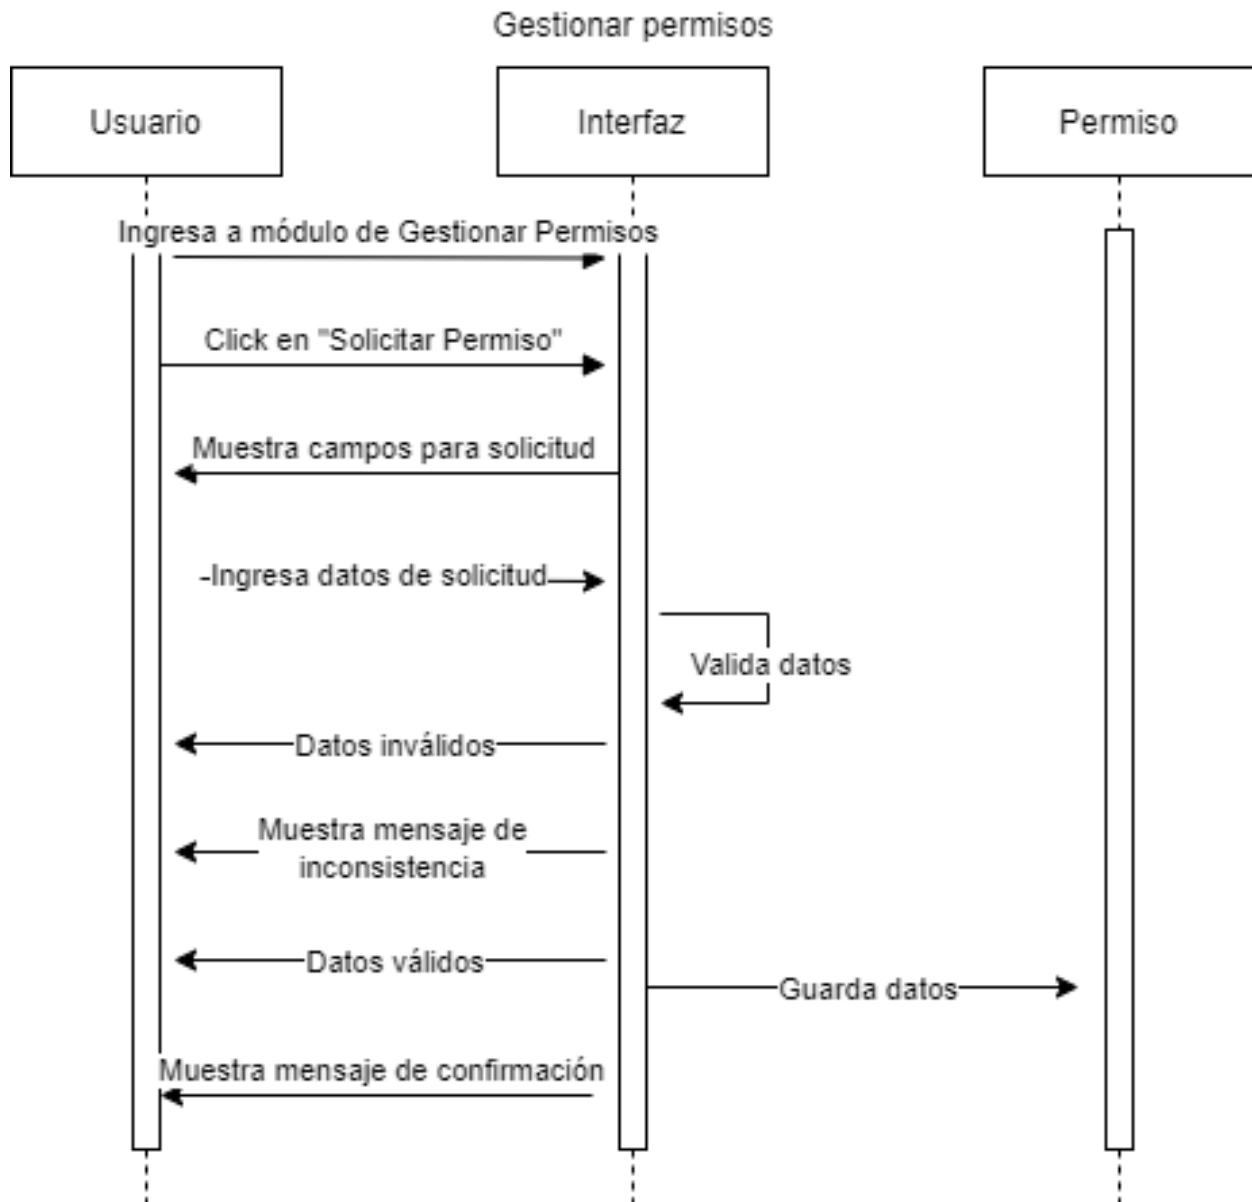 Gestionar permisos
Usuario
Interfaz
Permiso
Ingresa a módulo de Gestionar Permisos
Click en "Solicitar Permiso"
Muestra campos para solicitud
-Ingresa datos de solicitud
Valida datos
Datos inválidos
Muestra mensaje de
inconsistencia
Datos válidos
Guarda datos
Muestra mensaje de confirmación